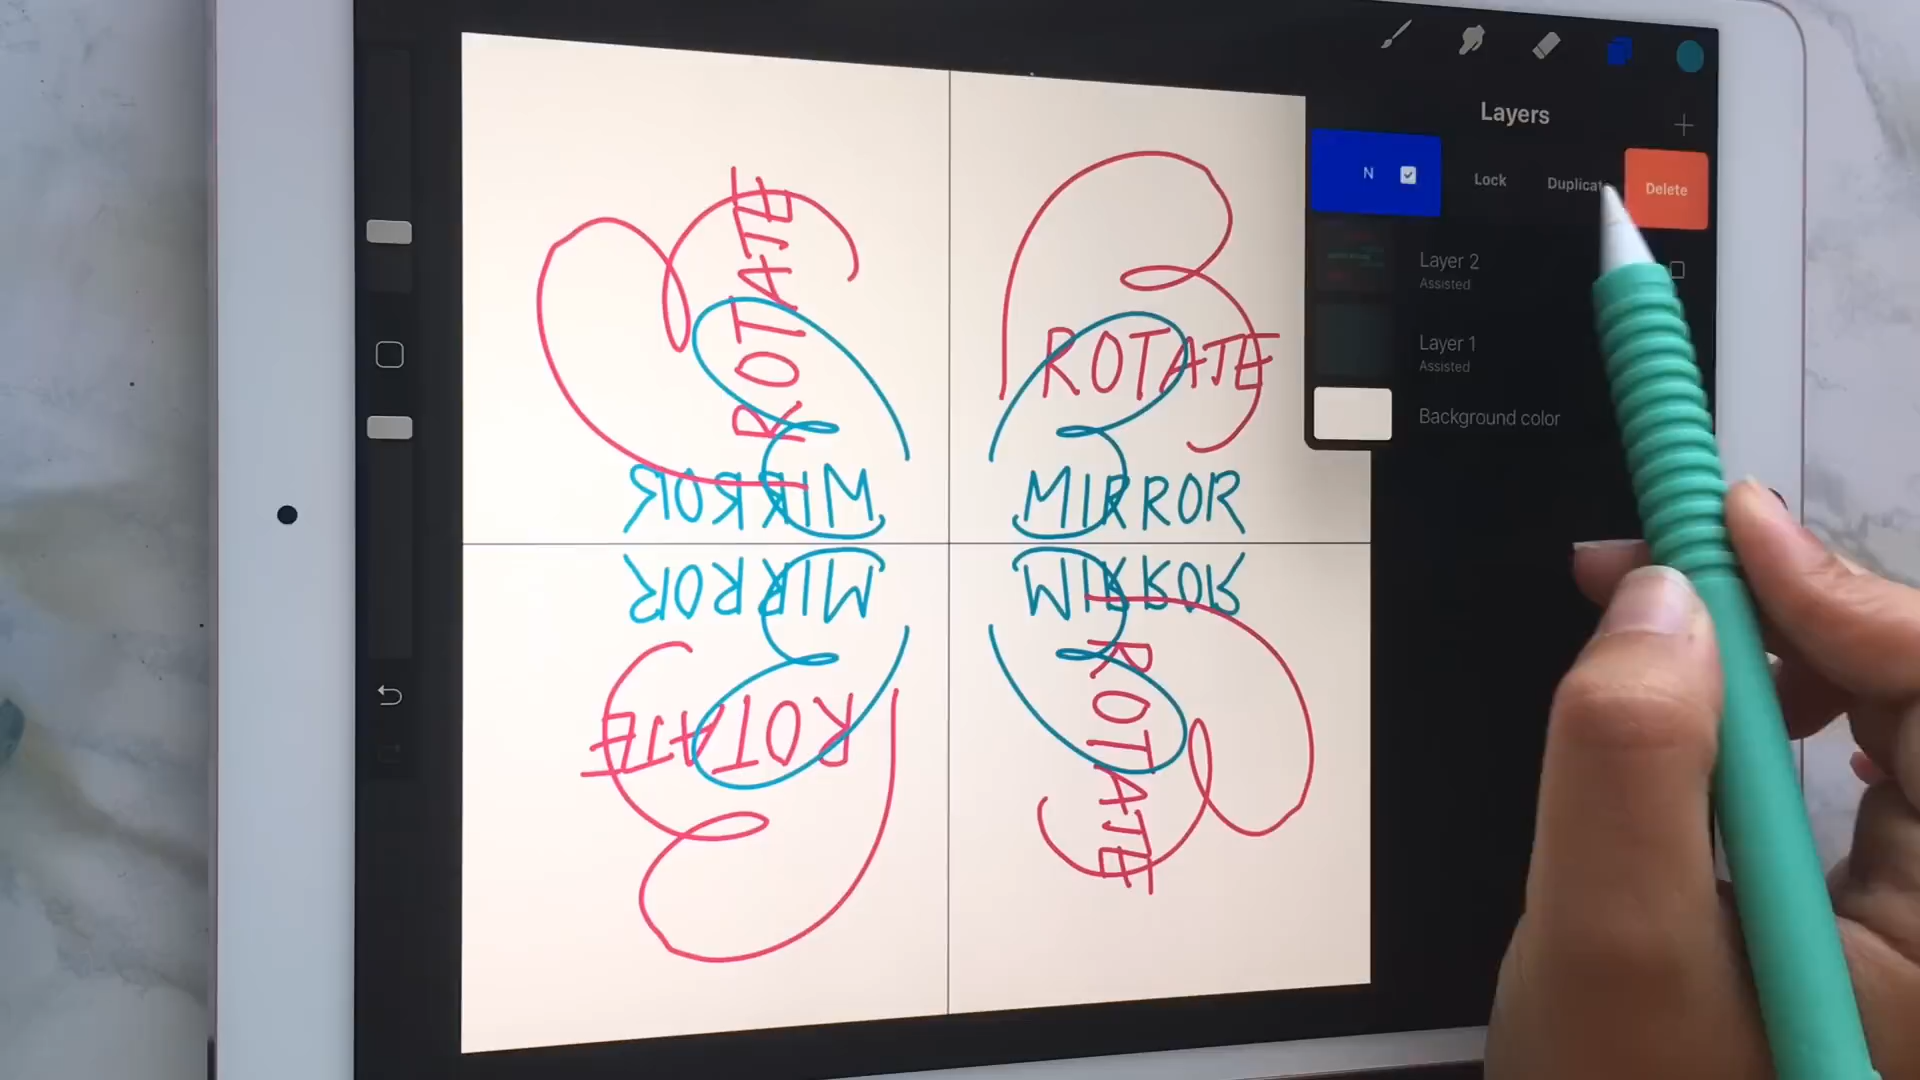 Layers
N
Lock
Duplicate
Delete
Layer 2
Assisted
Layer 1
Assisted
Background color
ROTATE
ROTATE
MIRROR
MIRROR
MIRROR
MIRROR
ROTATE
ROTATE